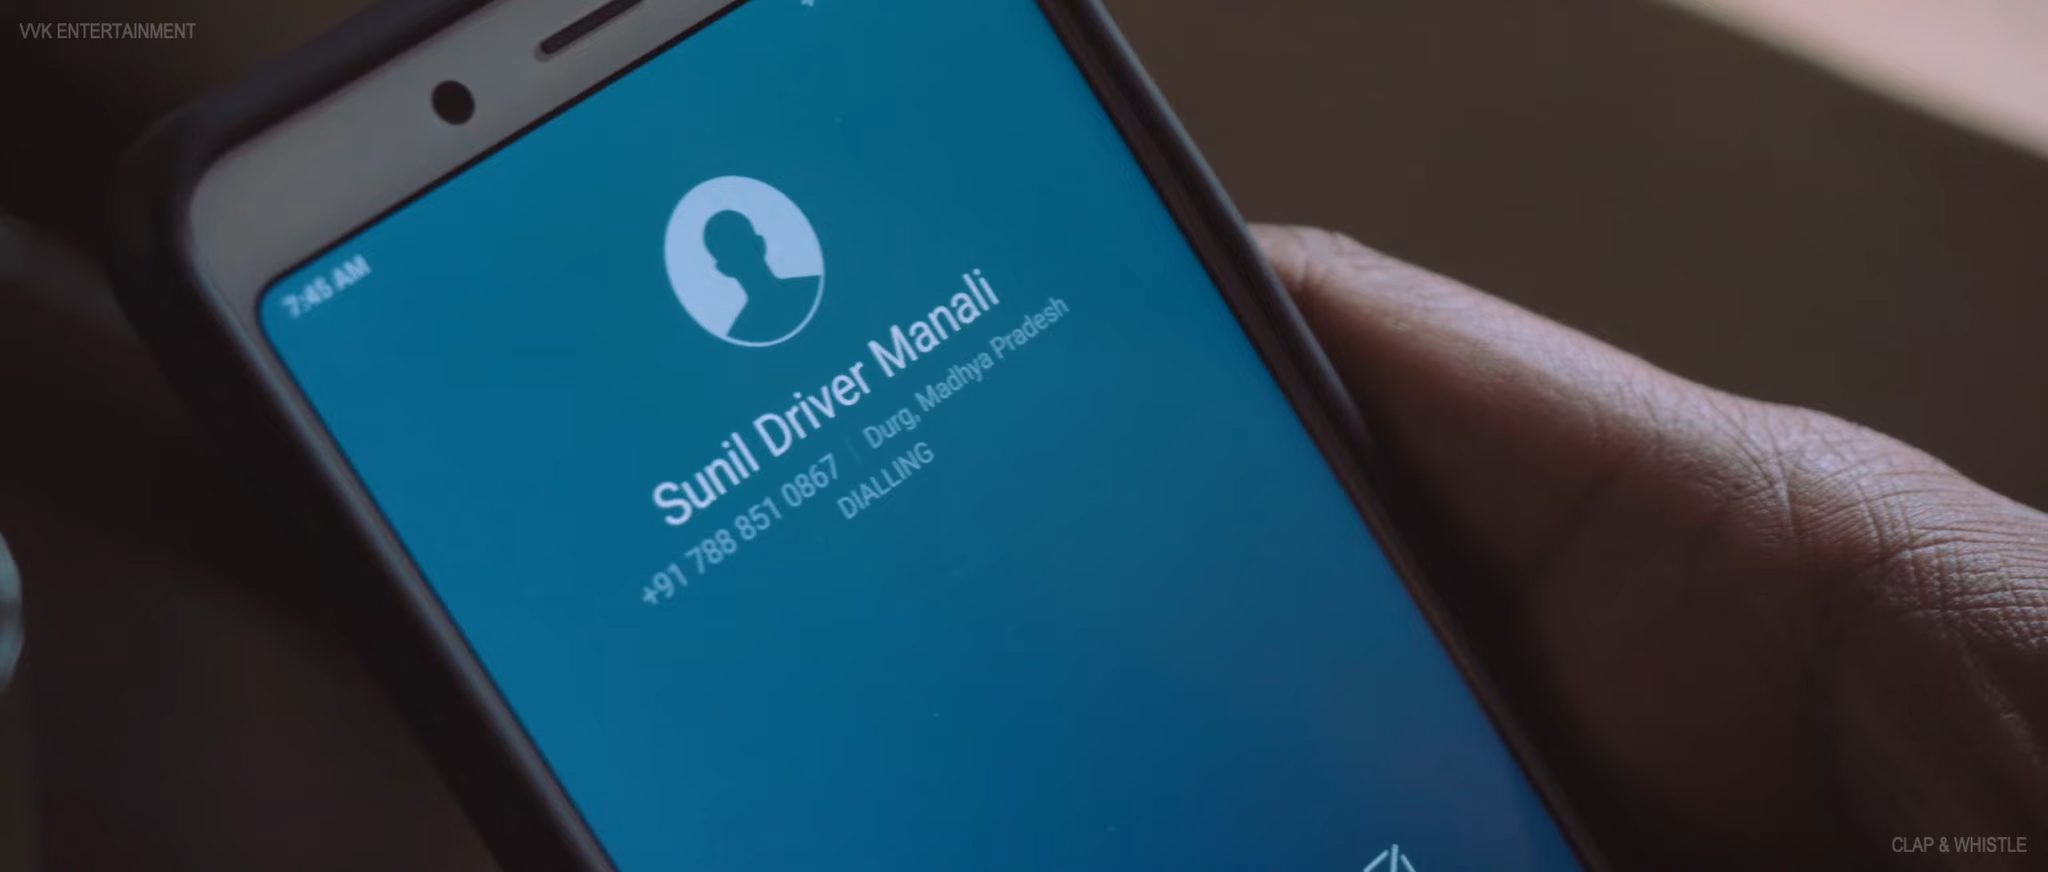 VVK ENTERTAINMENT
7:45 AM
Sunil Driver Manali
+91 788 851 0867 | Durg, Madhya Pradesh
DIALLING
CLAP & WHISTLE